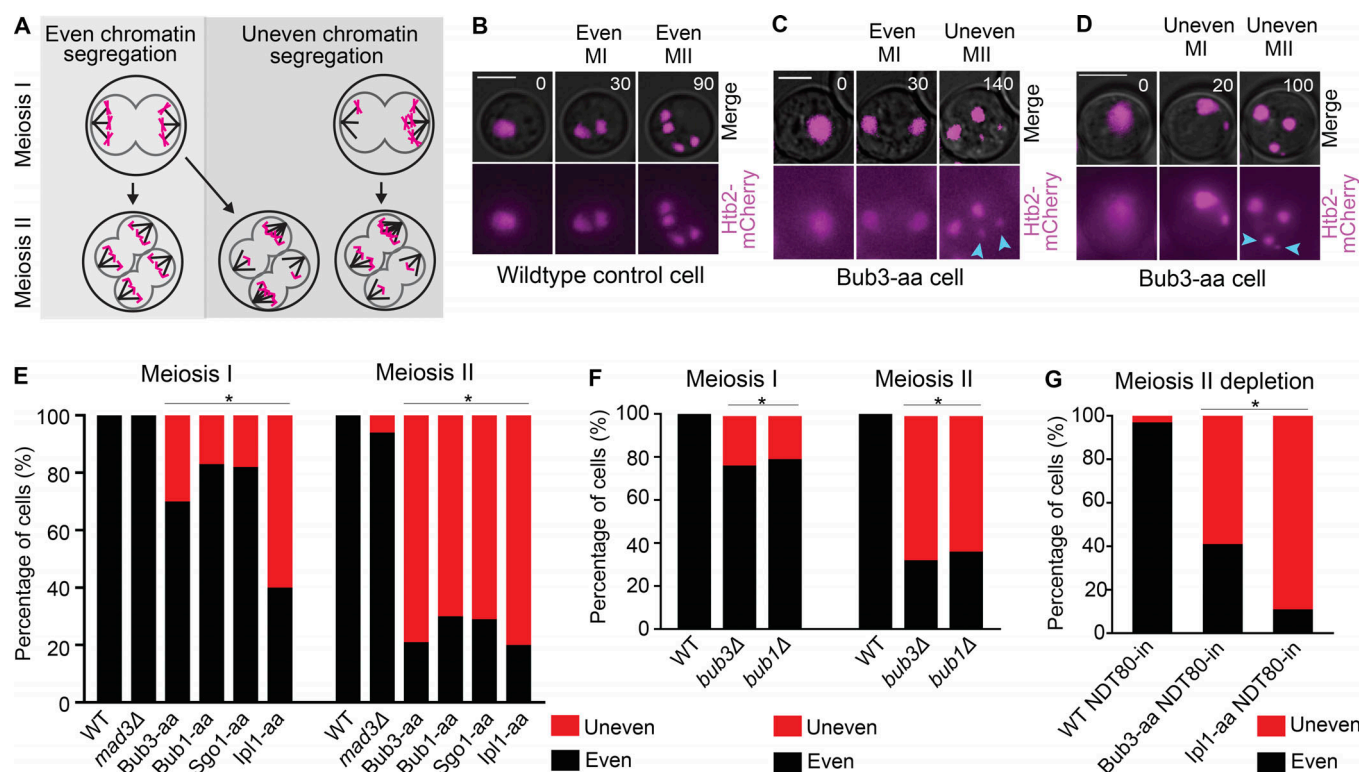 A
Even chromatin
segregation
Uneven chromatin
segregation
Meiosis I
Meiosis II
B
Even
MI
Even
MII
0
30
90
Merge
Htb2-
mCherry
Wildtype control cell
C
Even
MI
Uneven
MII
0
30
140
Merge
Htb2-
mCherry
Bub3-aa cell
D
Uneven
MI
Uneven
MII
0
20
100
Merge
Htb2-
mCherry
Bub3-aa cell
E
Meiosis I
Meiosis II
*
*
Percentage of cells (%)
100
80
60
40
20
0
WT
mad3Δ
Bub3-aa
Bub1-aa
Sgo1-aa
Ipl1-aa
WT
mad3Δ
Bub3-aa
Bub1-aa
Sgo1-aa
Ipl1-aa
Uneven
Even
F
Meiosis I
Meiosis II
*
*
Percentage of cells (%)
100
80
60
40
20
0
WT
bub3Δ
bub1Δ
WT
bub3Δ
bub1Δ
Uneven
Even
G
Meiosis II depletion
*
Percentage of cells (%)
100
80
60
40
20
0
WT NDT80-in
Bub3-aa NDT80-in
Ipl1-aa NDT80-in
Uneven
Even